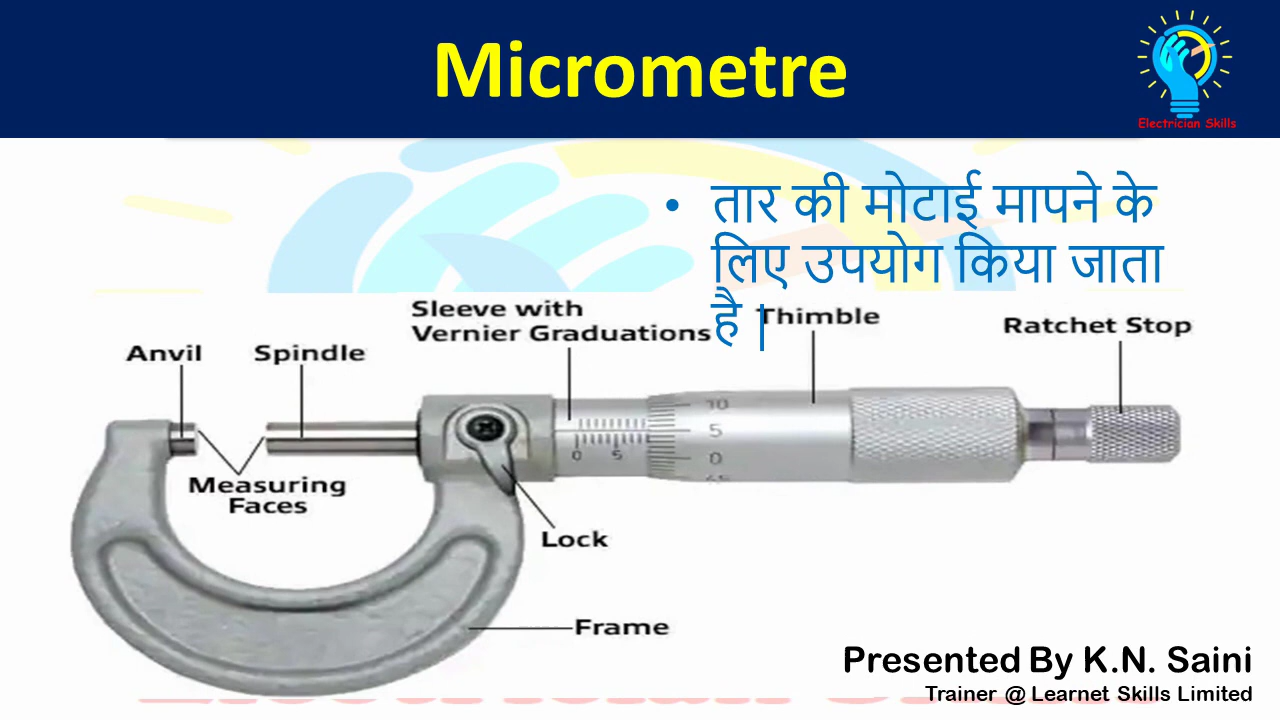 Micrometre
Electrician Skills
• तार की मोटाई मापने के
लिए उपयोग किया जाता
है |
Sleeve with
Vernier Graduations
Thimble
Ratchet Stop
Anvil
Spindle
10
5
0
0 5
Measuring
Faces
Lock
Frame
Presented By K.N. Saini
Trainer @ Learnet Skills Limited